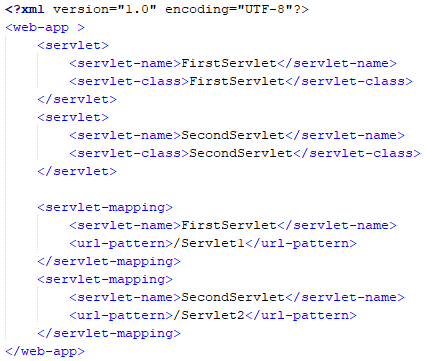 <?xml version="1.0" encoding="UTF-8"?>
<web-app >
    <servlet>
        <servlet-name>FirstServlet</servlet-name>
        <servlet-class>FirstServlet</servlet-class>
    </servlet>
    <servlet>
        <servlet-name>SecondServlet</servlet-name>
        <servlet-class>SecondServlet</servlet-class>
    </servlet>

    <servlet-mapping>
        <servlet-name>FirstServlet</servlet-name>
        <url-pattern>/Servlet1</url-pattern>
    </servlet-mapping>
    <servlet-mapping>
        <servlet-name>SecondServlet</servlet-name>
        <url-pattern>/Servlet2</url-pattern>
    </servlet-mapping>
</web-app>